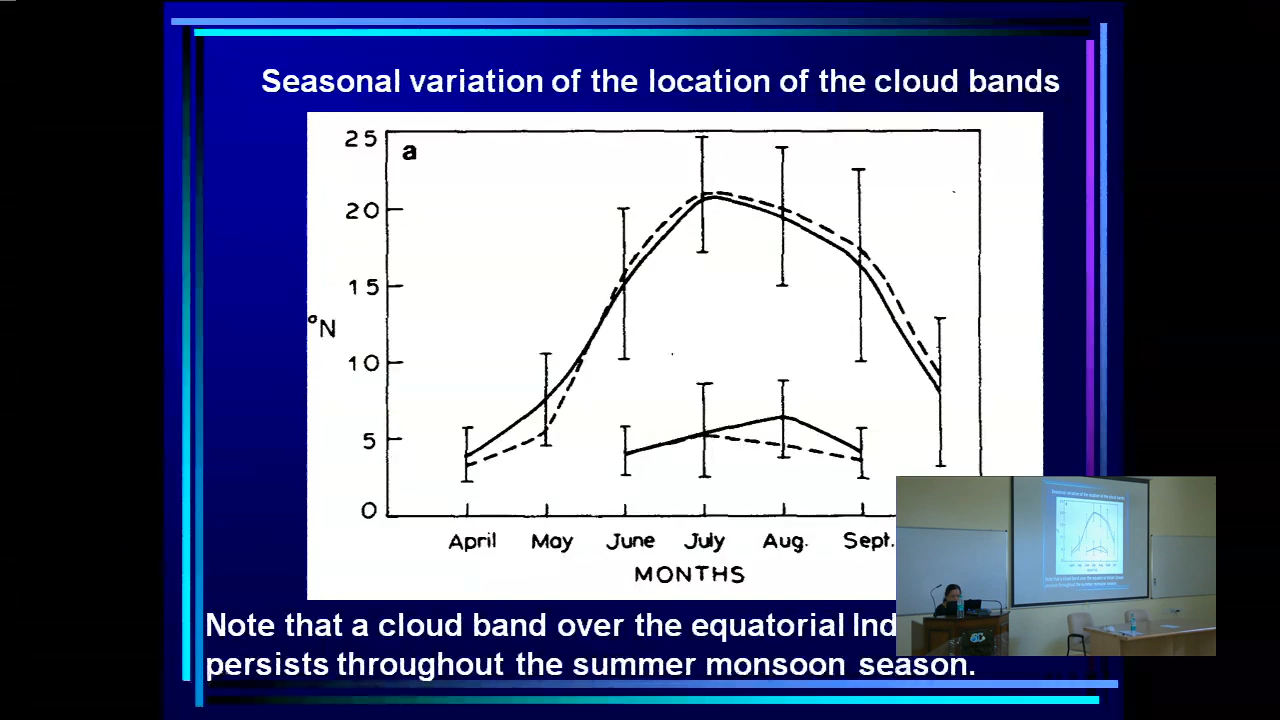 Seasonal variation of the location of the cloud bands
a
25
20
15
°N
10
5
0
April May June July Aug. Sept.
MONTHS
Note that a cloud band over the equatorial Ind
persists throughout the summer monsoon season.